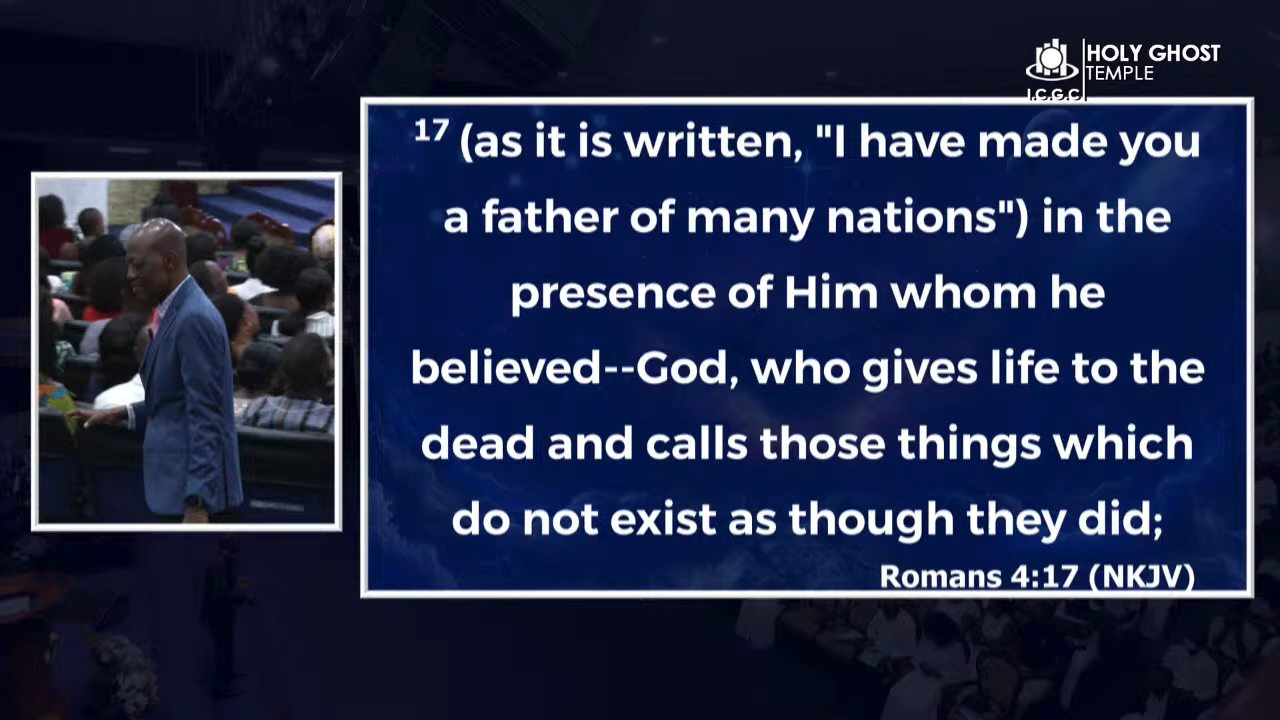 HOLY GHOST
TEMPLE
I.C.G.C
17 (as it is written, "I have made you
a father of many nations") in the
presence of Him whom he
believed--God, who gives life to the
dead and calls those things which
do not exist as though they did;
Romans 4:17 (NKJV)